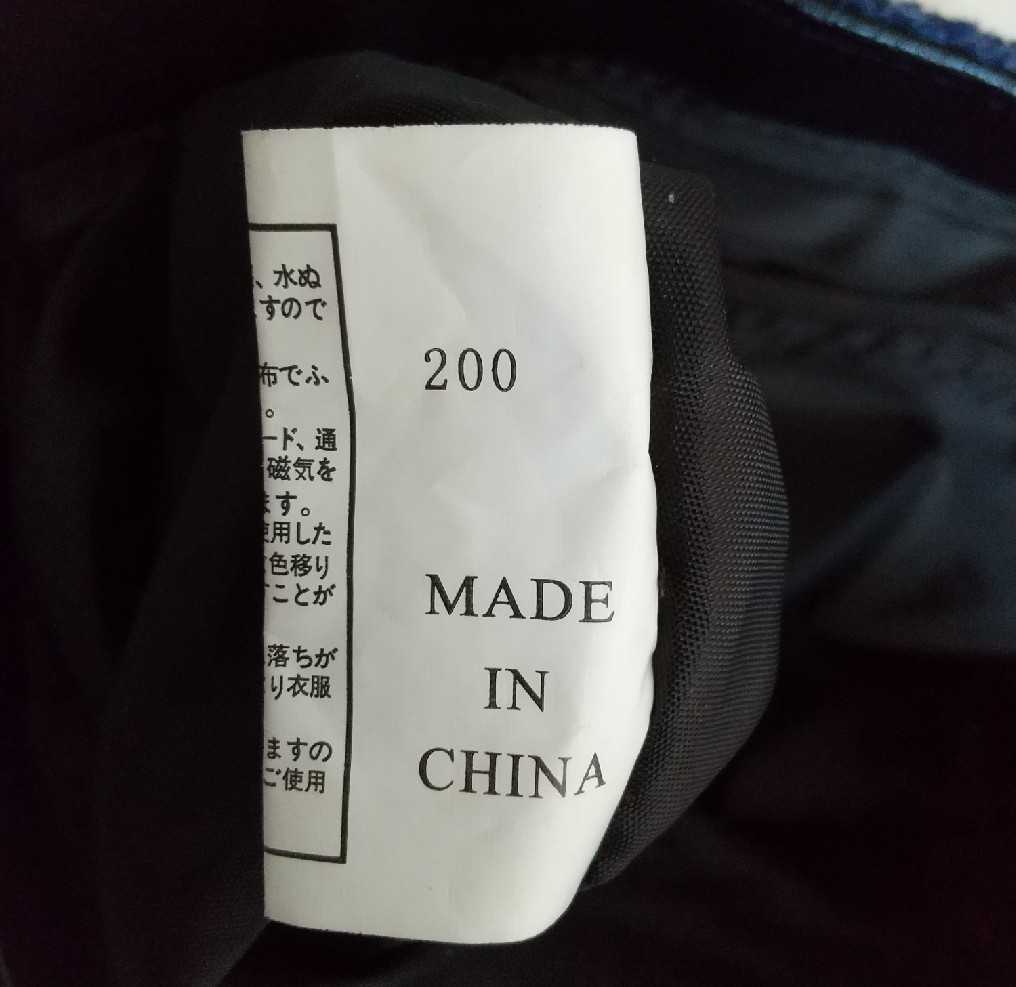 、水ぬ
すので
布でふ
。
ード、通
磁気を
ます。
使用した
色移り
ことが
落ちが
り衣服
ますの
ご使用
200
MADE
IN
CHINA